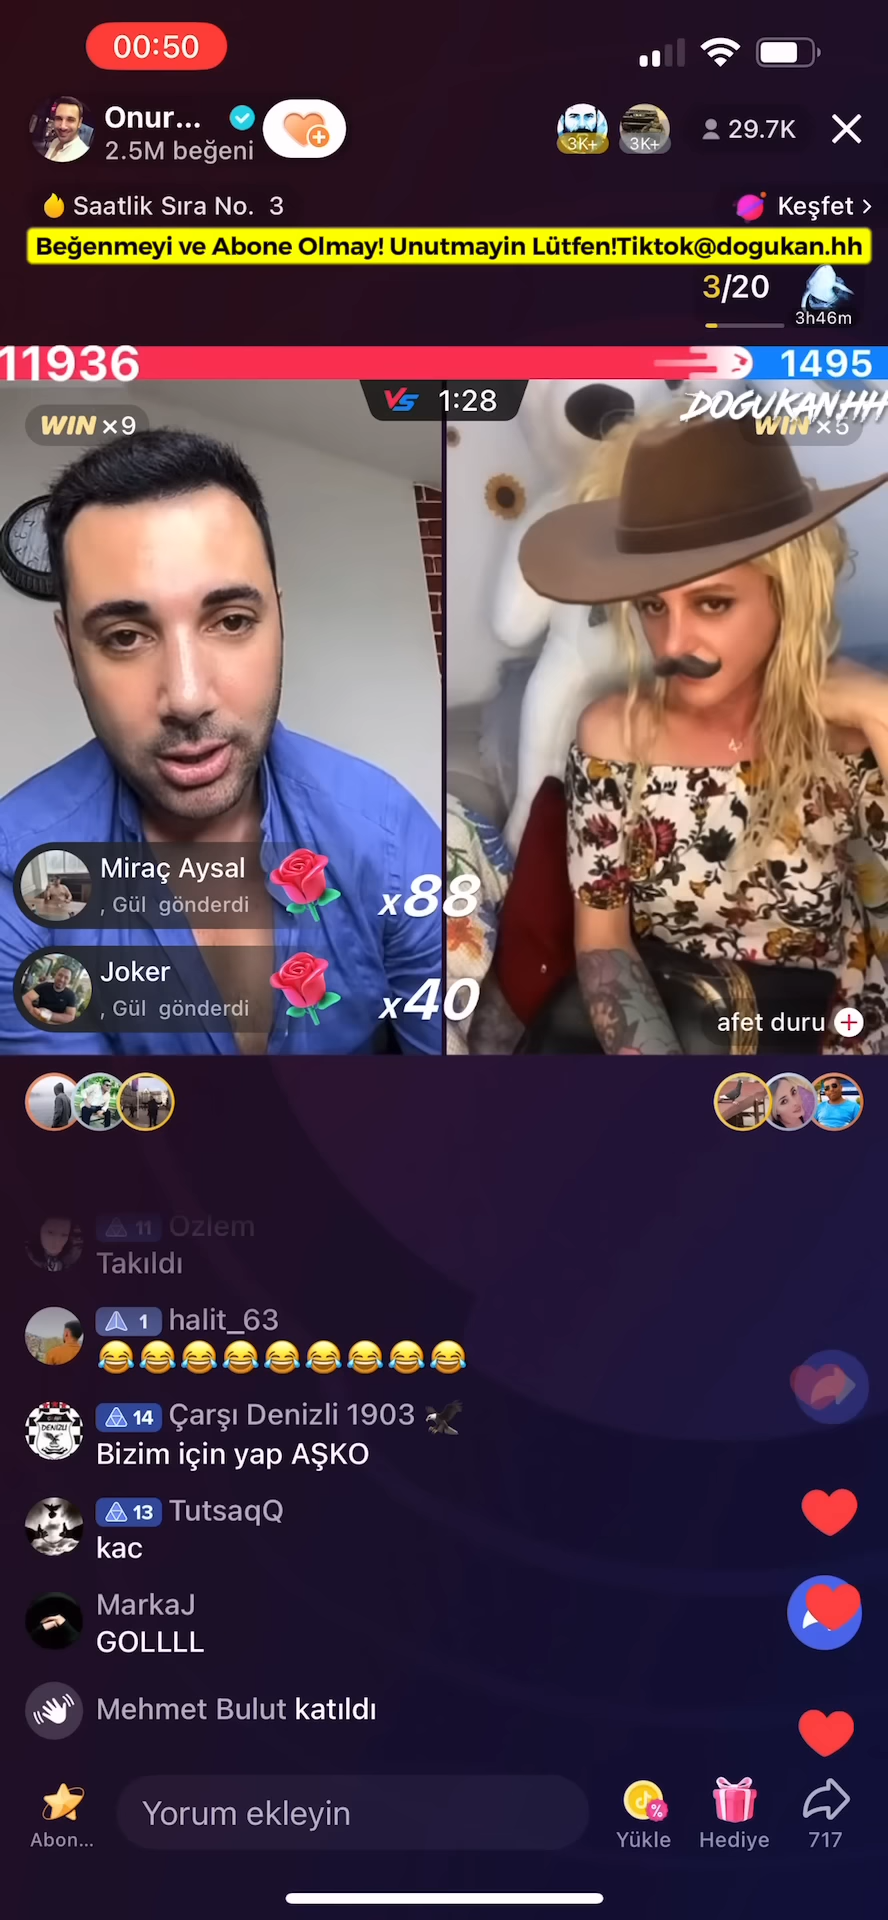 00:50
Onur...
2.5M beğeni
3K+
3K+
29.7K
Saatlik Sıra No. 3
Keşfet
Beğenmeyi ve Abone Olmay! Unutmayin Lütfen!Tiktok@dogukan.hh
3/20
3h46m
11936
1495
VS 1:28
DOGUKAN.HH
WIN x9
WIN x5
Miraç Aysal
, Gül gönderdi
x88
Joker
, Gül gönderdi
x40
afet duru
11 Özlem
Takıldı
1 halit_63
😂😂😂😂😂😂😂😂😂
14 Çarşı Denizli 1903
Bizim için yap AŞKO
13 TutsaqQ
kac
MarkaJ
GOLLLL
Mehmet Bulut katıldı
Abon...
Yorum ekleyin
Yükle
Hediye
717